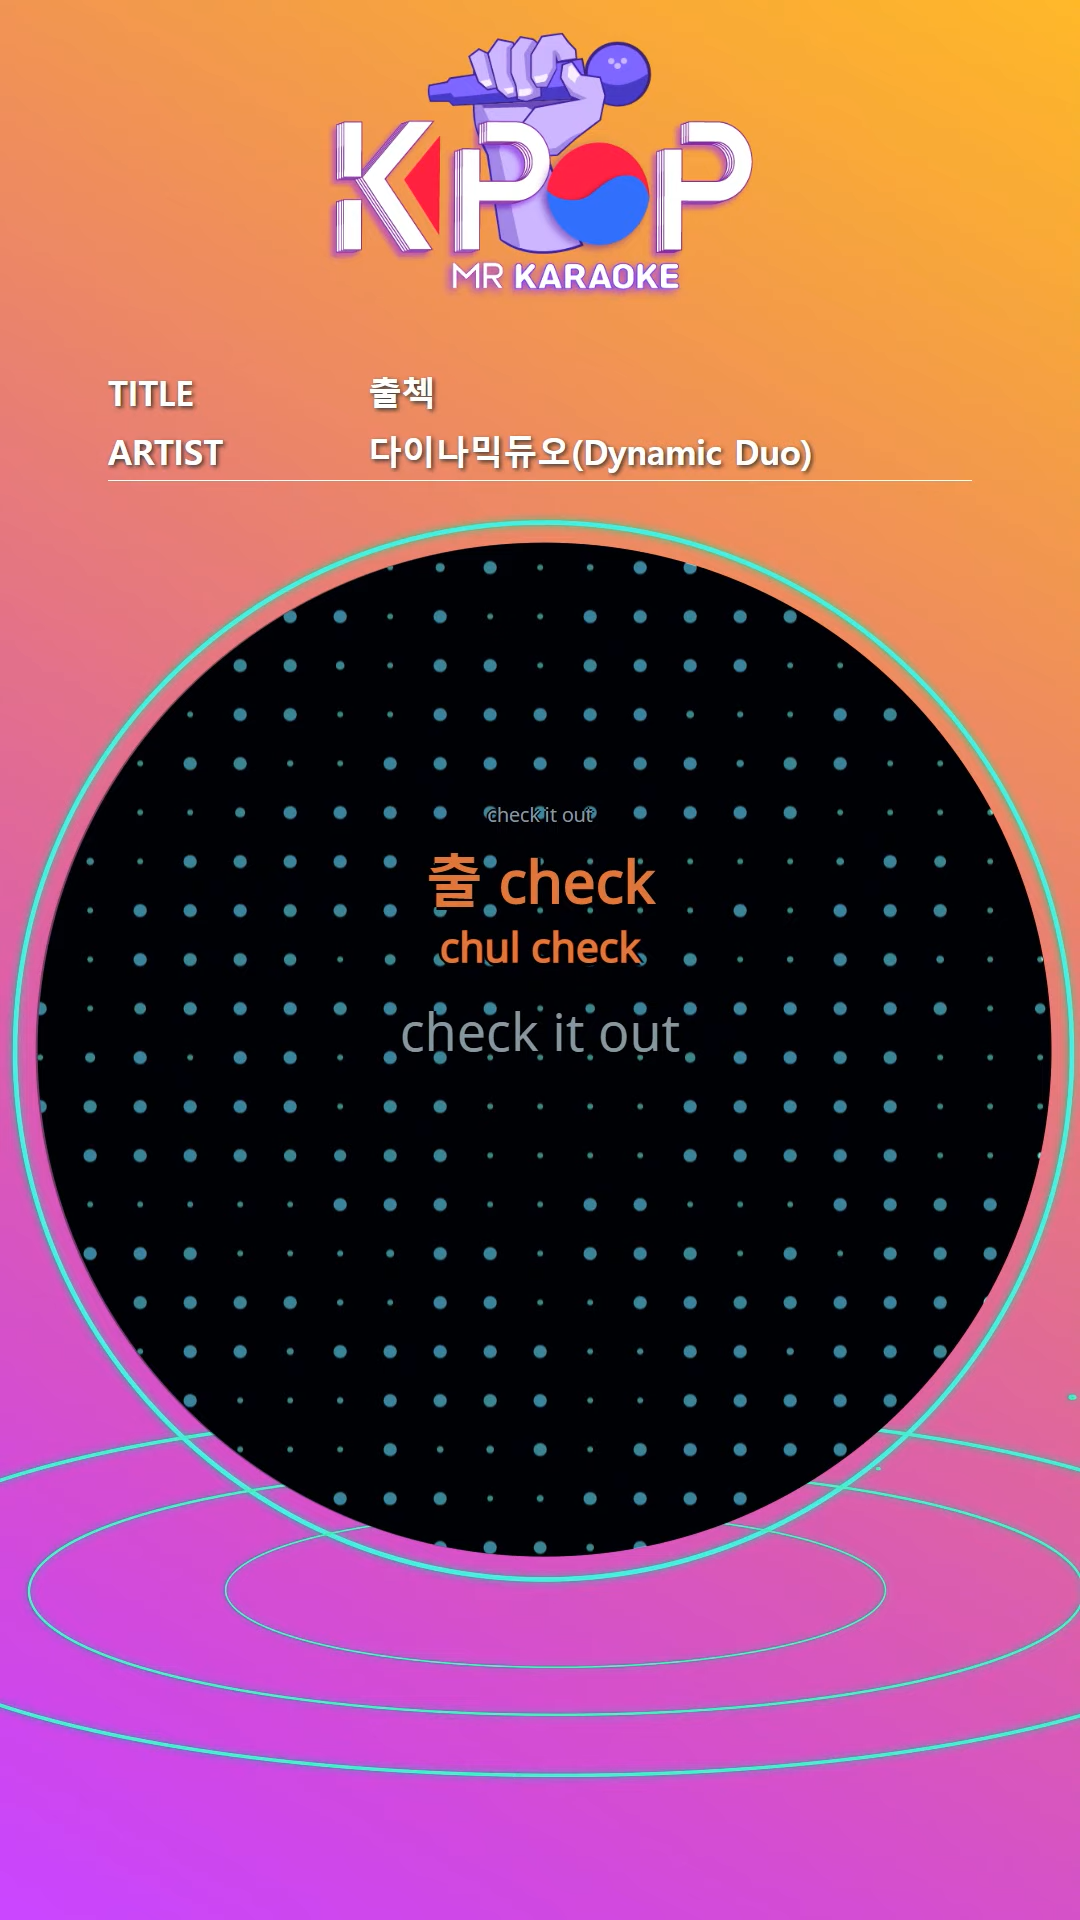 KPOP
MR KARAOKE
TITLE 출첵
ARTIST 다이나믹듀오(Dynamic Duo)
check it out
출 check
chul check
check it out